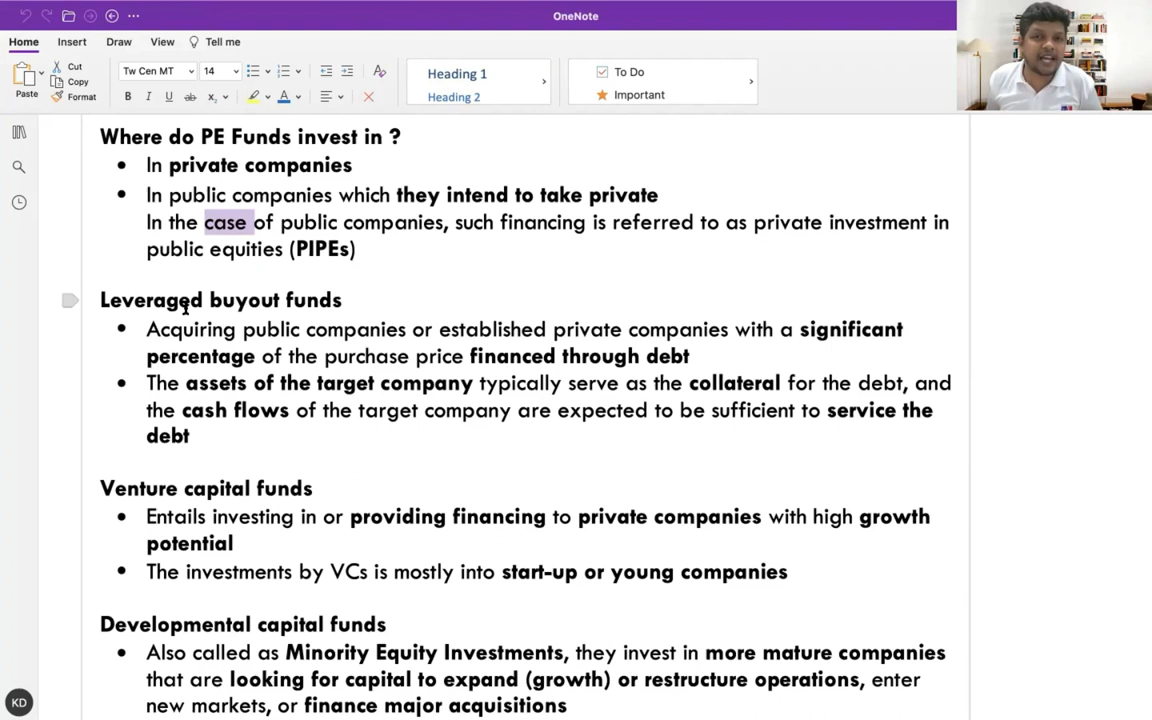 OneNote
Home Insert Draw View Tell me
Paste
Cut
Copy
Format
Tw Cen MT 14
B I U ab x₂ A
Heading 1
Heading 2
To Do
Important
Where do PE Funds invest in ?
• In private companies
• In public companies which they intend to take private
In the case of public companies, such financing is referred to as private investment in
public equities (PIPEs)
Leveraged buyout funds
• Acquiring public companies or established private companies with a significant
percentage of the purchase price financed through debt
• The assets of the target company typically serve as the collateral for the debt, and
the cash flows of the target company are expected to be sufficient to service the
debt
Venture capital funds
• Entails investing in or providing financing to private companies with high growth
potential
• The investments by VCs is mostly into start-up or young companies
Developmental capital funds
• Also called as Minority Equity Investments, they invest in more mature companies
that are looking for capital to expand (growth) or restructure operations, enter
new markets, or finance major acquisitions
KD